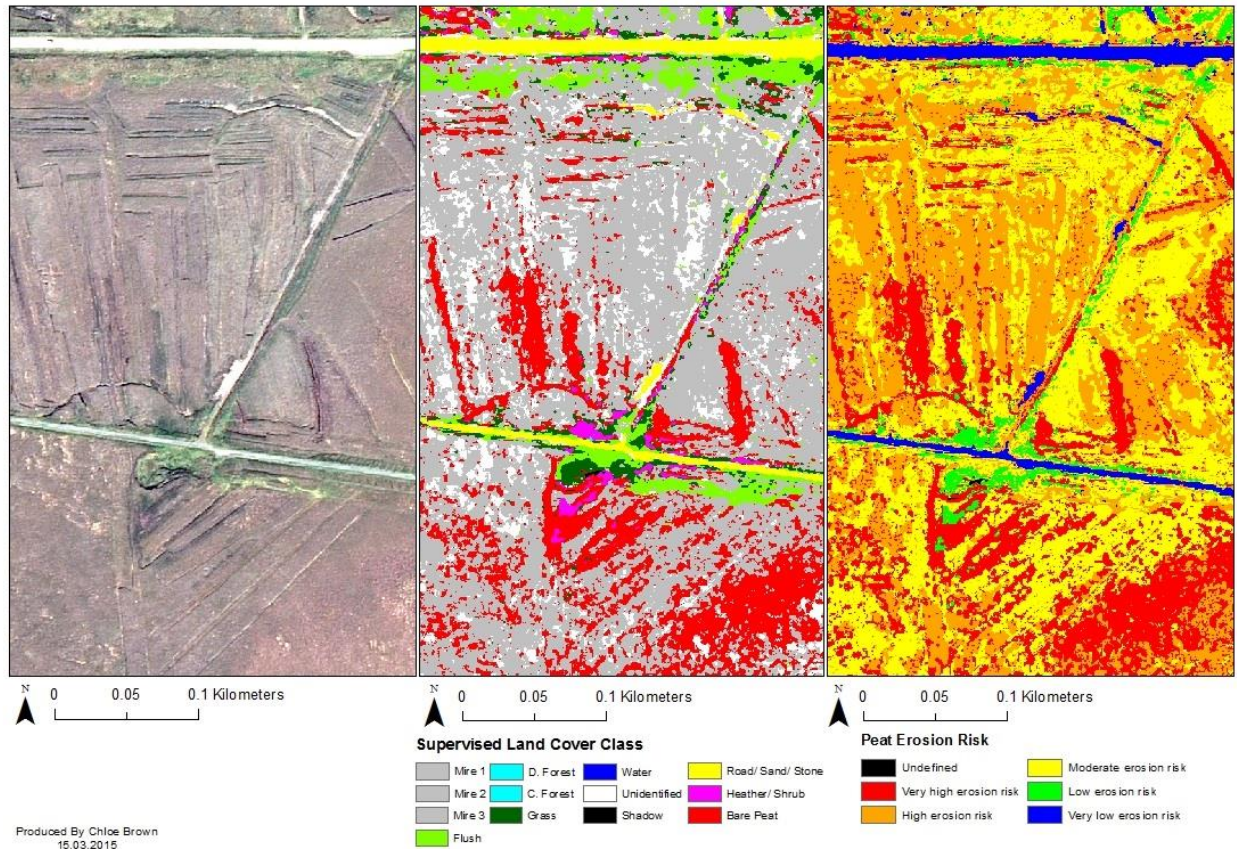 N
0 0.05 0.1 Kilometers
N
0 0.05 0.1 Kilometers
N
0 0.05 0.1 Kilometers
Supervised Land Cover Class
Mire 1 D. Forest Water Road/ Sand/ Stone
Mire 2 C. Forest Unidentified Heather/ Shrub
Mire 3 Grass Shadow Bare Peat
Flush
Peat Erosion Risk
Undefined Moderate erosion risk
Very high erosion risk Low erosion risk
High erosion risk Very low erosion risk
Produced By Chloe Brown
15.03.2015